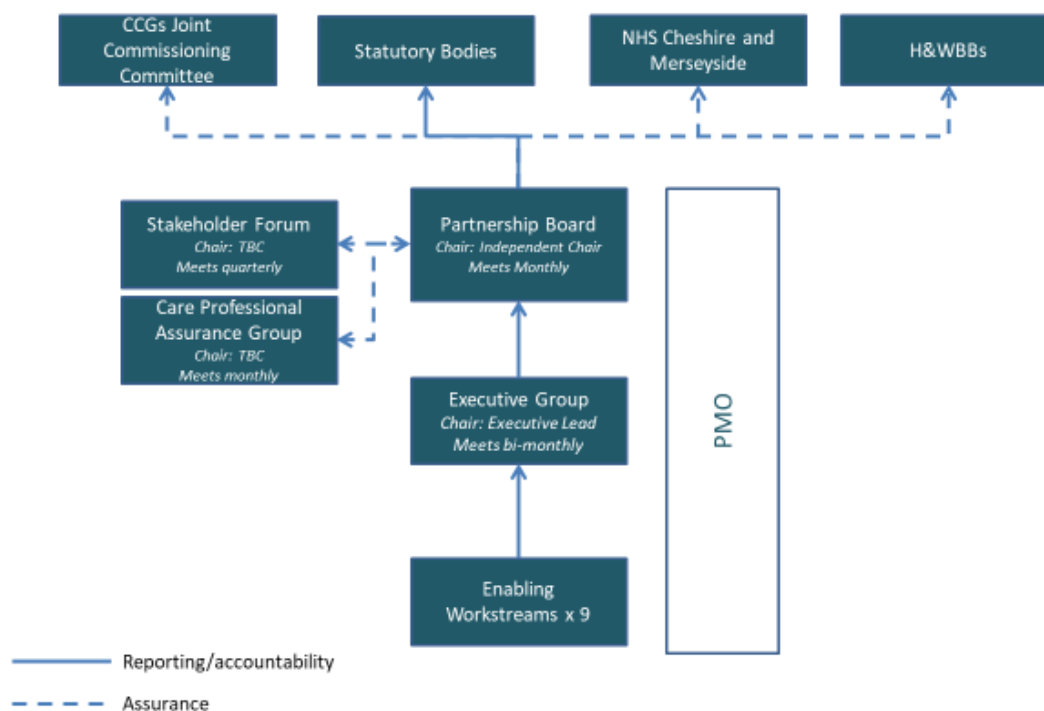 CCGs Joint
Commissioning
Committee
Statutory Bodies
NHS Cheshire and
Merseyside
H&WBBs
Stakeholder Forum
Chair: TBC
Meets quarterly
Partnership Board
Chair: Independent Chair
Meets Monthly
Care Professional
Assurance Group
Chair: TBC
Meets monthly
Executive Group
Chair: Executive Lead
Meets bi-monthly
PMO
Enabling
Workstreams x 9
Reporting/accountability
Assurance